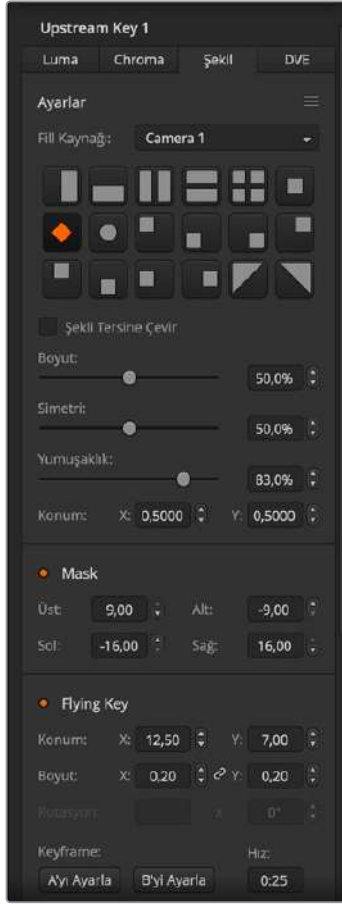 Upstream Key 1
Luma Chroma Şekil DVE
Ayarlar
Fill Kaynağı: Camera 1
Şekli Tersine Çevir
Boyut:
50,0%
Simetri:
50,0%
Yumuşaklık:
83,0%
Konum: X: 0,5000 Y: 0,5000
Mask
Üst: 9,00 Alt: -9,00
Sol: -16,00 Sağ: 16,00
Flying Key
Konum: X: 12,50 Y: 7,00
Boyut: X: 0,20 Y: 0,20
Rotasyon: X 0°
Keyframe: Hız:
A'yı Ayarla B'yi Ayarla 0:25